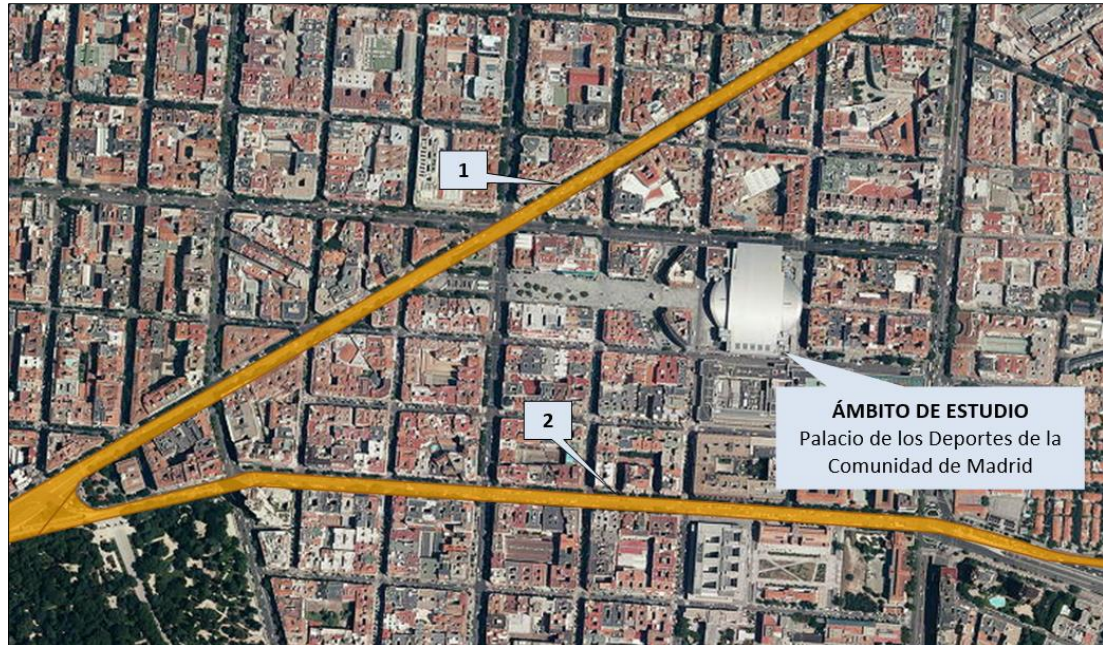 1
2
ÁMBITO DE ESTUDIO
Palacio de los Deportes de la
Comunidad de Madrid